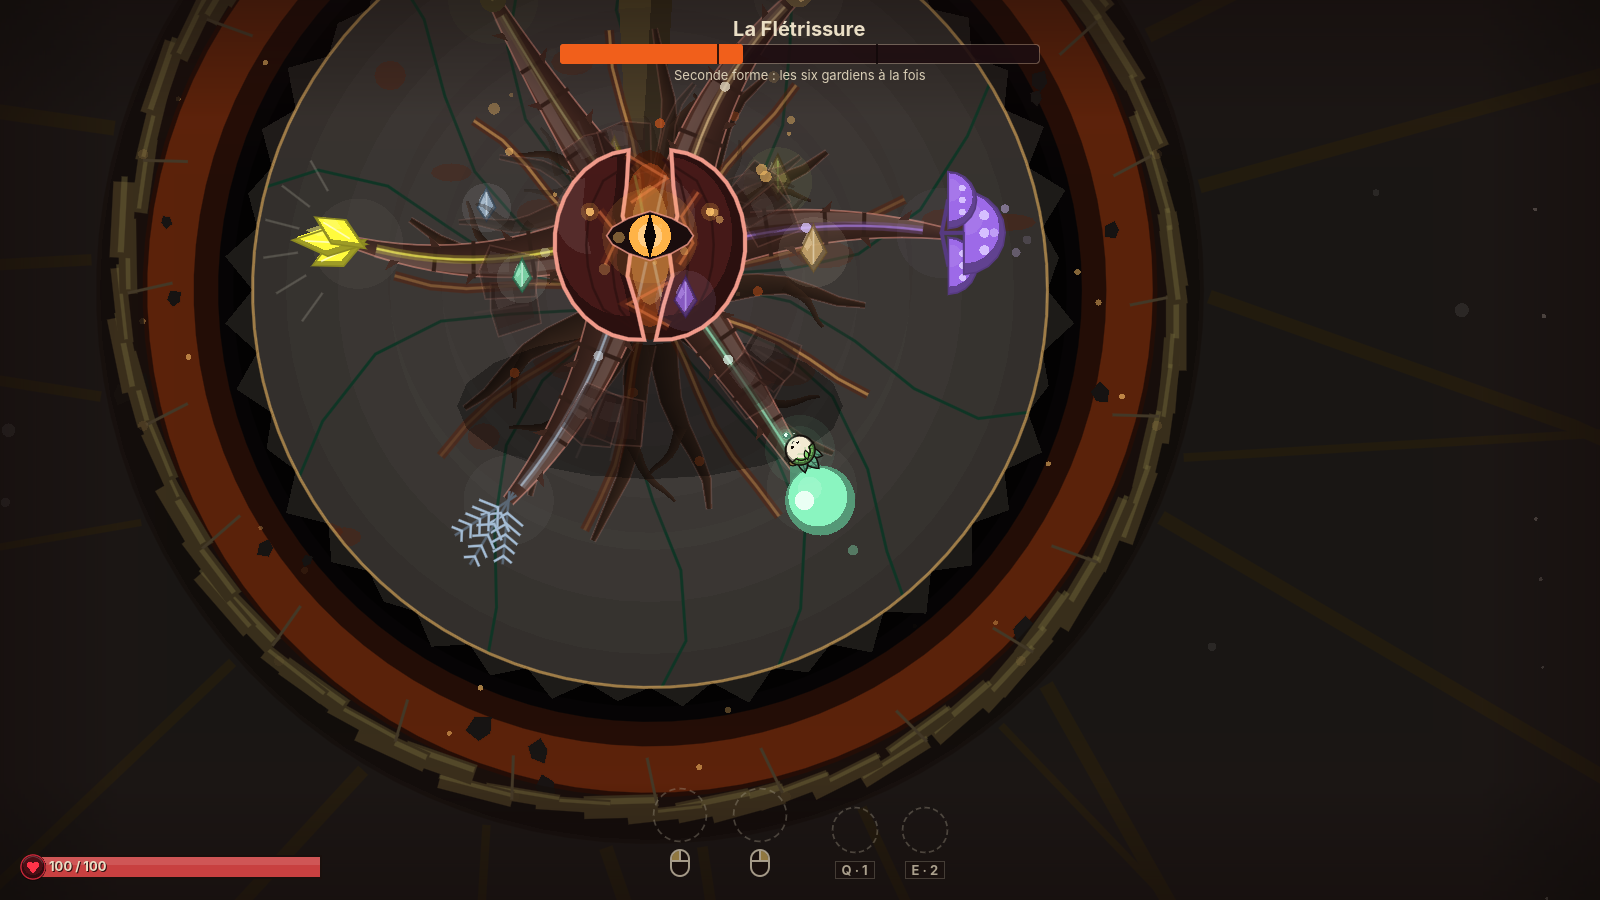 La Flétrissure
Seconde forme : les six gardiens à la fois
100 / 100
Q · 1
E · 2